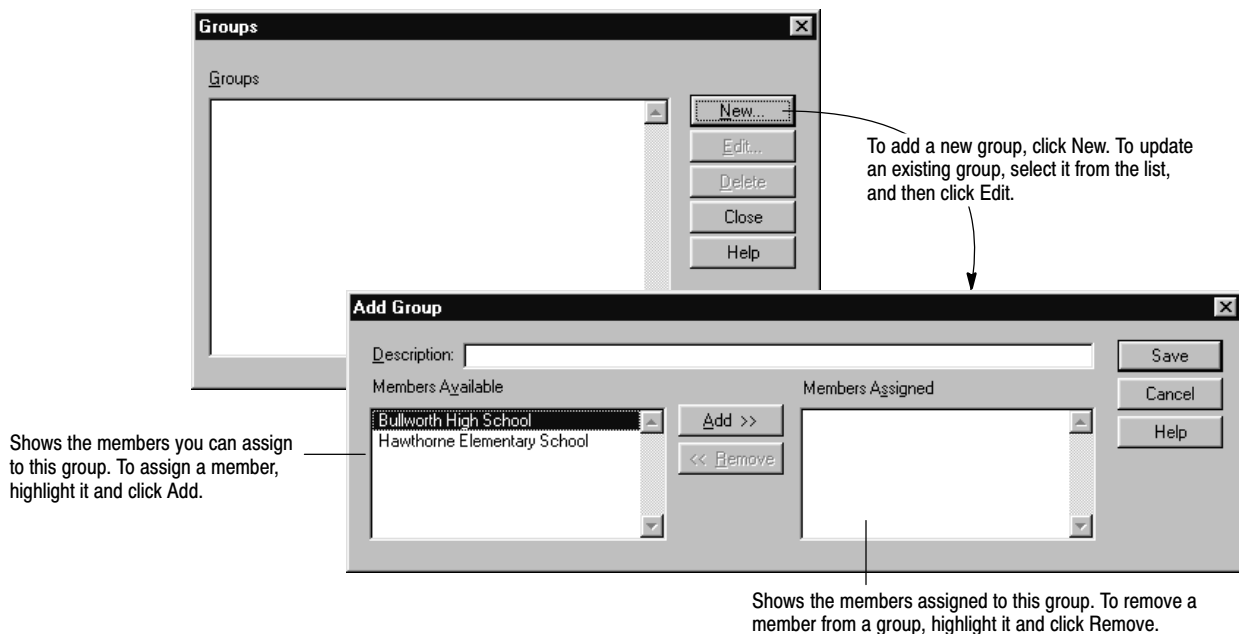 Groups
Groups
New...
Edit...
Delete
Close
Help
To add a new group, click New. To update
an existing group, select it from the list,
and then click Edit.
Add Group
Description:
Save
Members Available
Members Assigned
Cancel
Bullworth High School
Hawthorne Elementary School
Add >>
<< Remove
Help
Shows the members you can assign
to this group. To assign a member,
highlight it and click Add.
Shows the members assigned to this group. To remove a
member from a group, highlight it and click Remove.